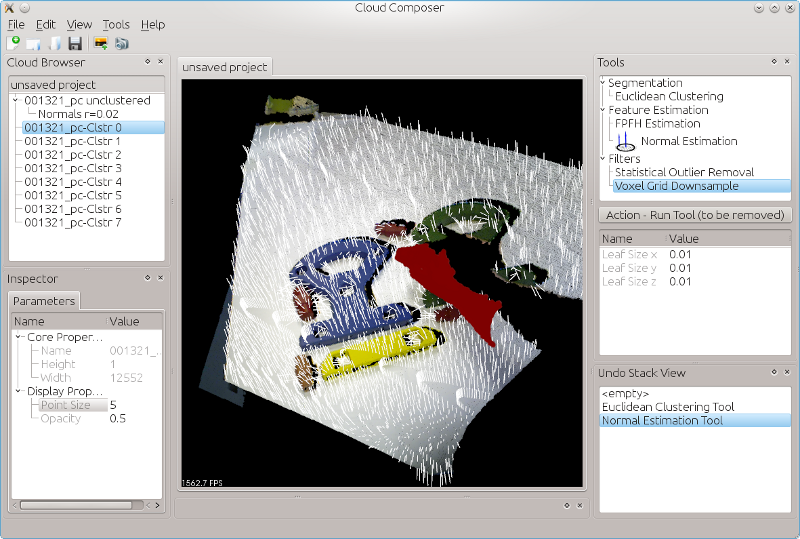 Cloud Composer
File Edit View Tools Help
Cloud Browser
unsaved project
001321_pc unclustered
Normals r=0.02
001321_pc-Clstr 0
001321_pc-Clstr 1
001321_pc-Clstr 2
001321_pc-Clstr 3
001321_pc-Clstr 4
001321_pc-Clstr 5
001321_pc-Clstr 6
001321_pc-Clstr 7
Inspector
Parameters
Name Value
Core Proper...
Name 001321_...
Height 1
Width 12552
Display Prop...
Point Size 5
Opacity 0.5
unsaved project
1562.7 FPS
Tools
Segmentation
Euclidean Clustering
Feature Estimation
FPFH Estimation
Normal Estimation
Filters
Statistical Outlier Removal
Voxel Grid Downsample
Action - Run Tool (to be removed)
Name Value
Leaf Size x 0.01
Leaf Size y 0.01
Leaf Size z 0.01
Undo Stack View
<empty>
Euclidean Clustering Tool
Normal Estimation Tool